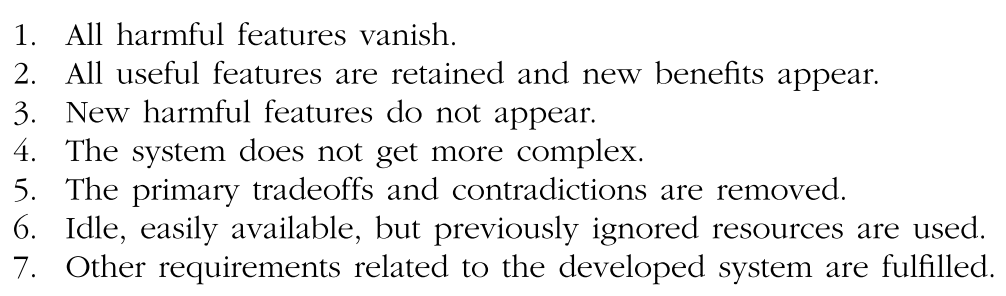 1. All harmful features vanish.
2. All useful features are retained and new benefits appear.
3. New harmful features do not appear.
4. The system does not get more complex.
5. The primary tradeoffs and contradictions are removed.
6. Idle, easily available, but previously ignored resources are used.
7. Other requirements related to the developed system are fulfilled.